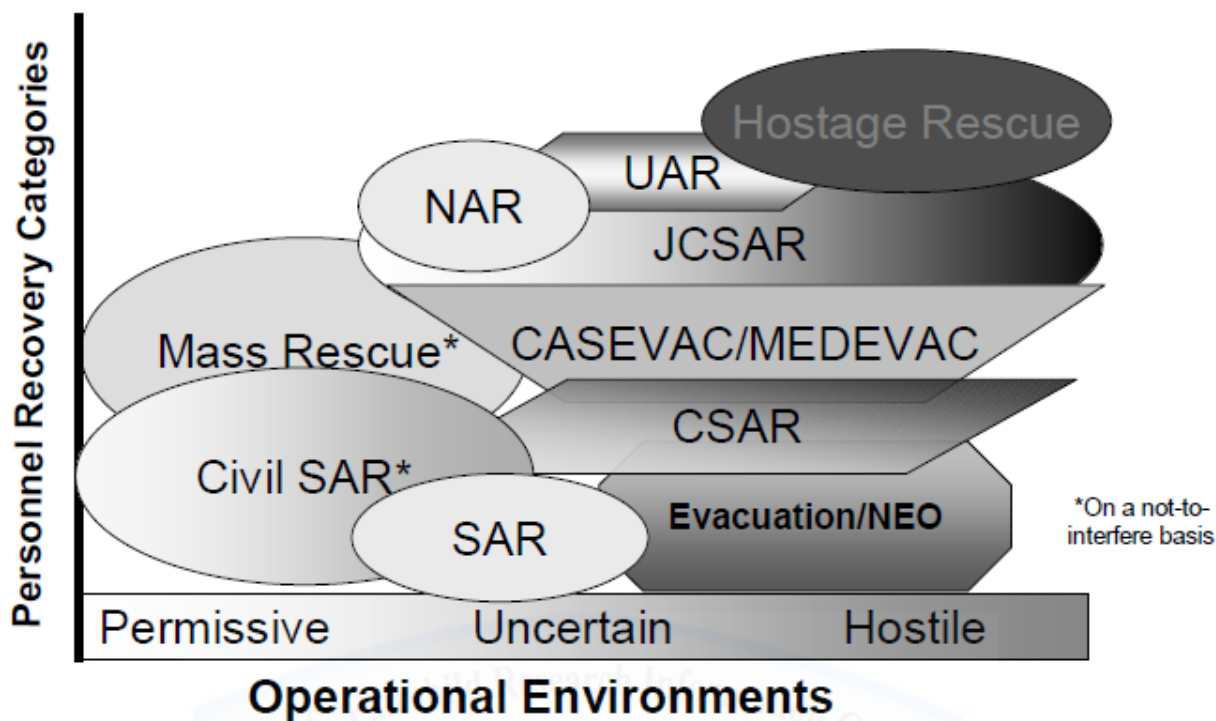 Personnel Recovery Categories
Hostage Rescue
UAR
NAR
JCSAR
Mass Rescue*
CASEVAC/MEDEVAC
CSAR
Civil SAR*
Evacuation/NEO
SAR
*On a not-to-
interfere basis
Permissive Uncertain Hostile
Operational Environments